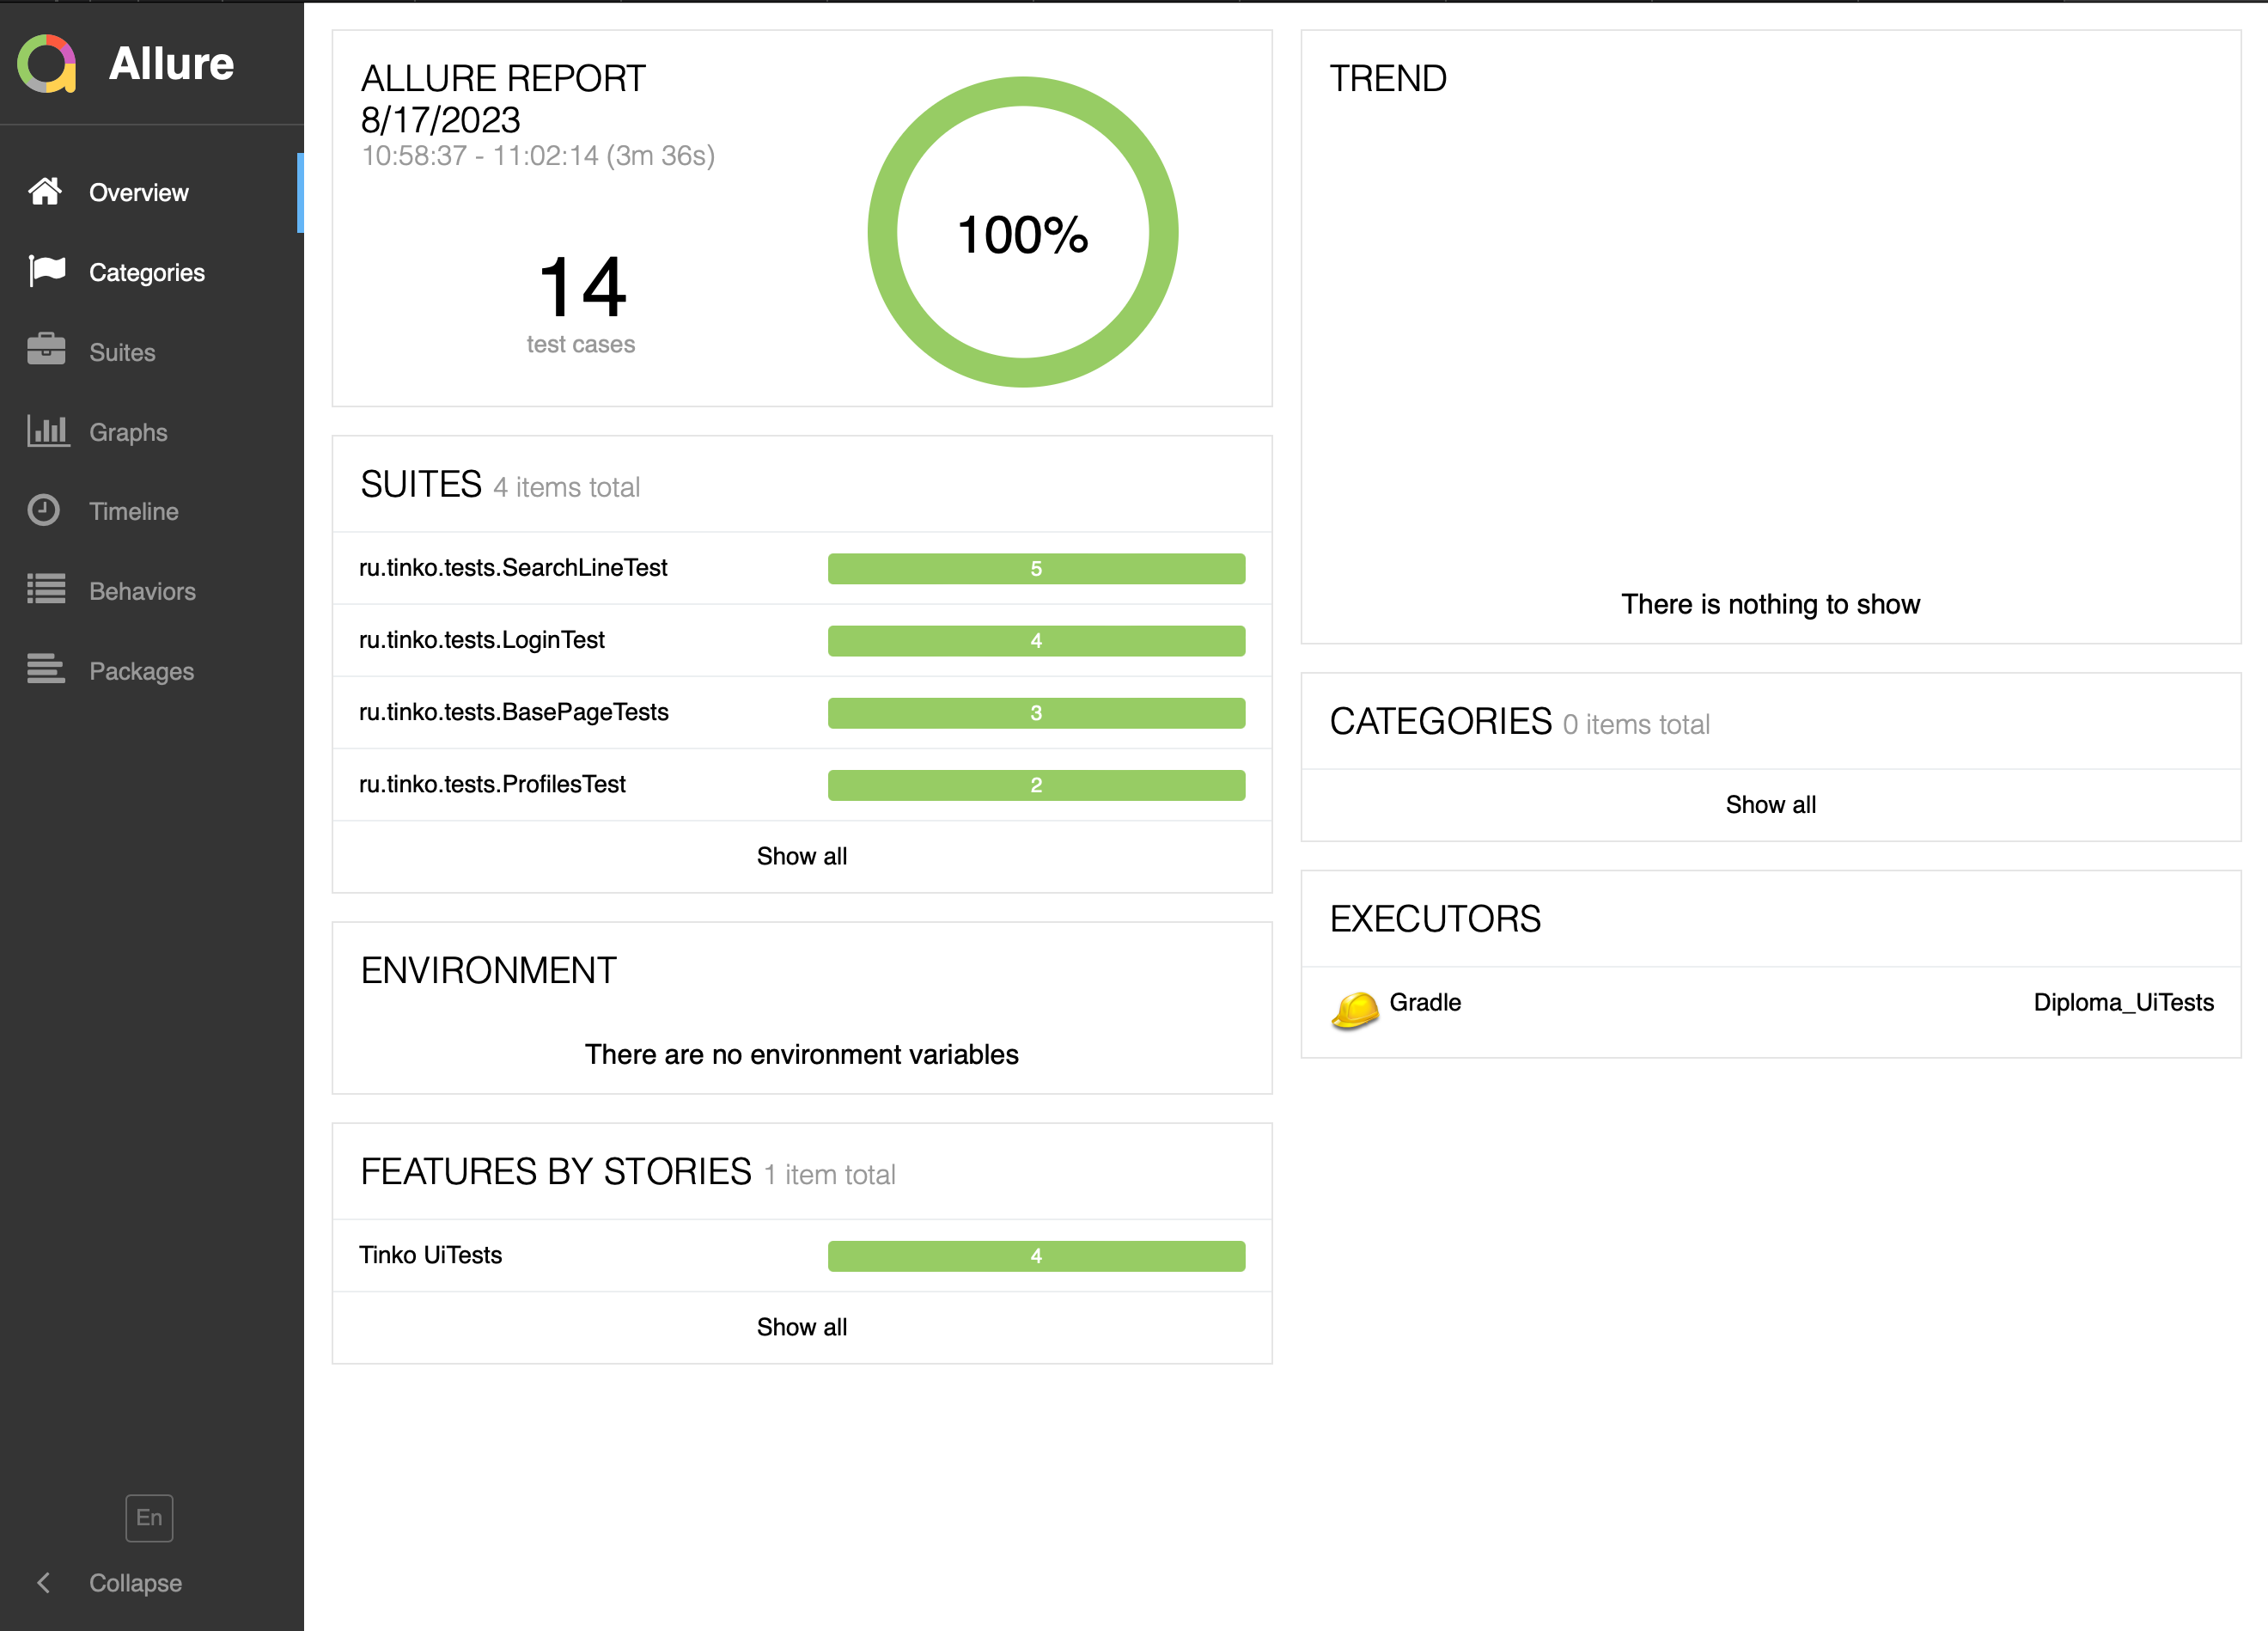 Allure
Overview
Categories
Suites
Graphs
Timeline
Behaviors
Packages
En
Collapse
ALLURE REPORT
8/17/2023
10:58:37 - 11:02:14 (3m 36s)
14
test cases
100%
SUITES 4 items total
ru.tinko.tests.SearchLineTest 5
ru.tinko.tests.LoginTest 4
ru.tinko.tests.BasePageTests 3
ru.tinko.tests.ProfilesTest 2
Show all
ENVIRONMENT
There are no environment variables
FEATURES BY STORIES 1 item total
Tinko UiTests 4
Show all
TREND
There is nothing to show
CATEGORIES 0 items total
Show all
EXECUTORS
Gradle Diploma_UiTests